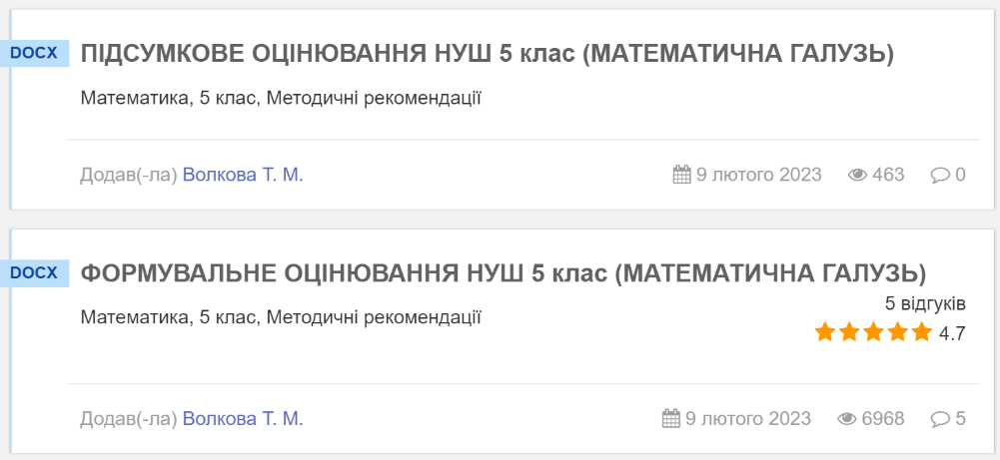 DOCX
ПІДСУМКОВЕ ОЦІНЮВАННЯ НУШ 5 клас (МАТЕМАТИЧНА ГАЛУЗЬ)
Математика, 5 клас, Методичні рекомендації
Додав(-ла) Волкова Т. М.
9 лютого 2023 463 0
DOCX
ФОРМУВАЛЬНЕ ОЦІНЮВАННЯ НУШ 5 клас (МАТЕМАТИЧНА ГАЛУЗЬ)
5 відгуків
Математика, 5 клас, Методичні рекомендації
4.7
Додав(-ла) Волкова Т. М.
9 лютого 2023 6968 5